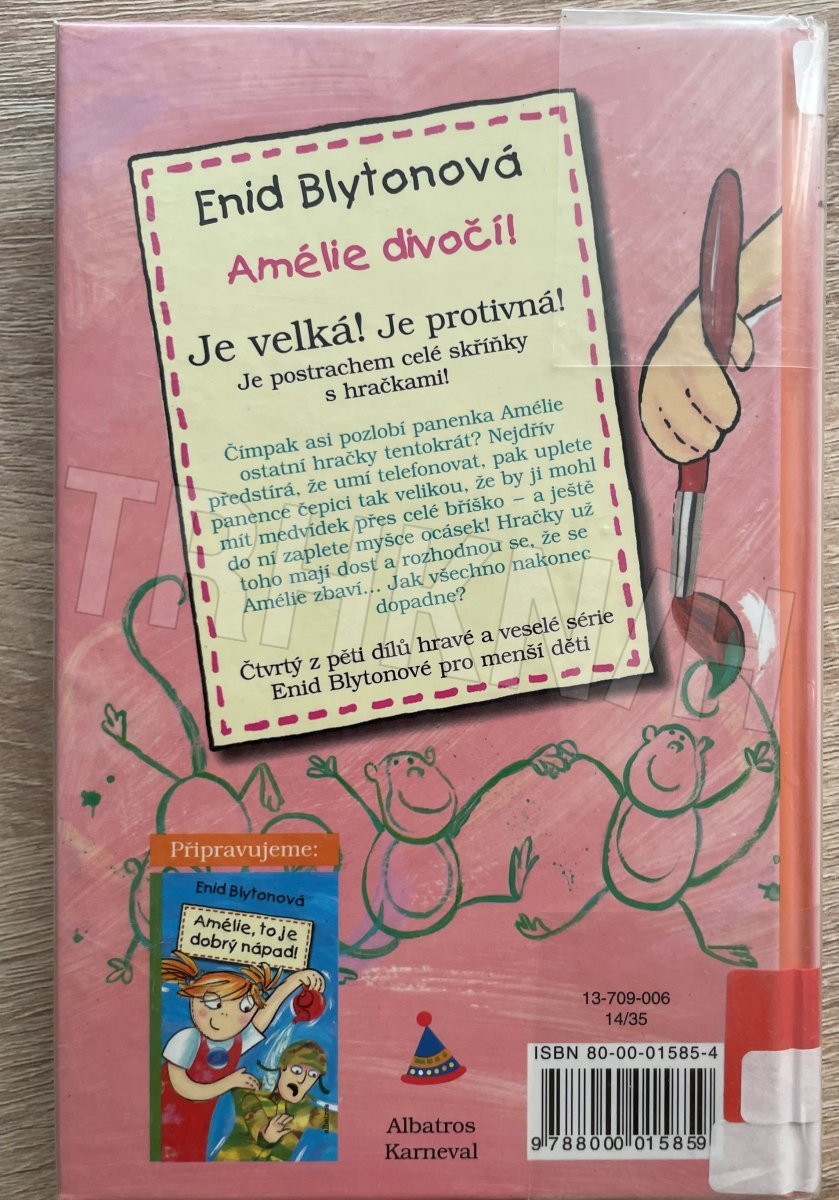 Enid Blytonová
Amélie divočí!
Je velká! Je protivná!
Je postrachem celé skříňky
s hračkami!
Čímpak asi pozlobí panenka Amélie
ostatní hračky tentokrát? Nejdřív
předstírá, že umí telefonovat, pak uplete
panence čepici tak velikou, že by ji mohl
mít medvídek přes celé bříško – a ještě
do ní zaplete myšce ocásek! Hračky už
toho mají dost a rozhodnou se, že se
Amélie zbaví... Jak všechno nakonec
dopadne?
Čtvrtý z pěti dílů hravé a veselé série
Enid Blytonové pro menší děti
TRHKNIH
Připravujeme:
Enid Blytonová
Amélie, to je
dobrý nápad!
albatros
Albatros
Karneval
13-709-006
14/35
ISBN 80-00-01585-4
9 788000 015859